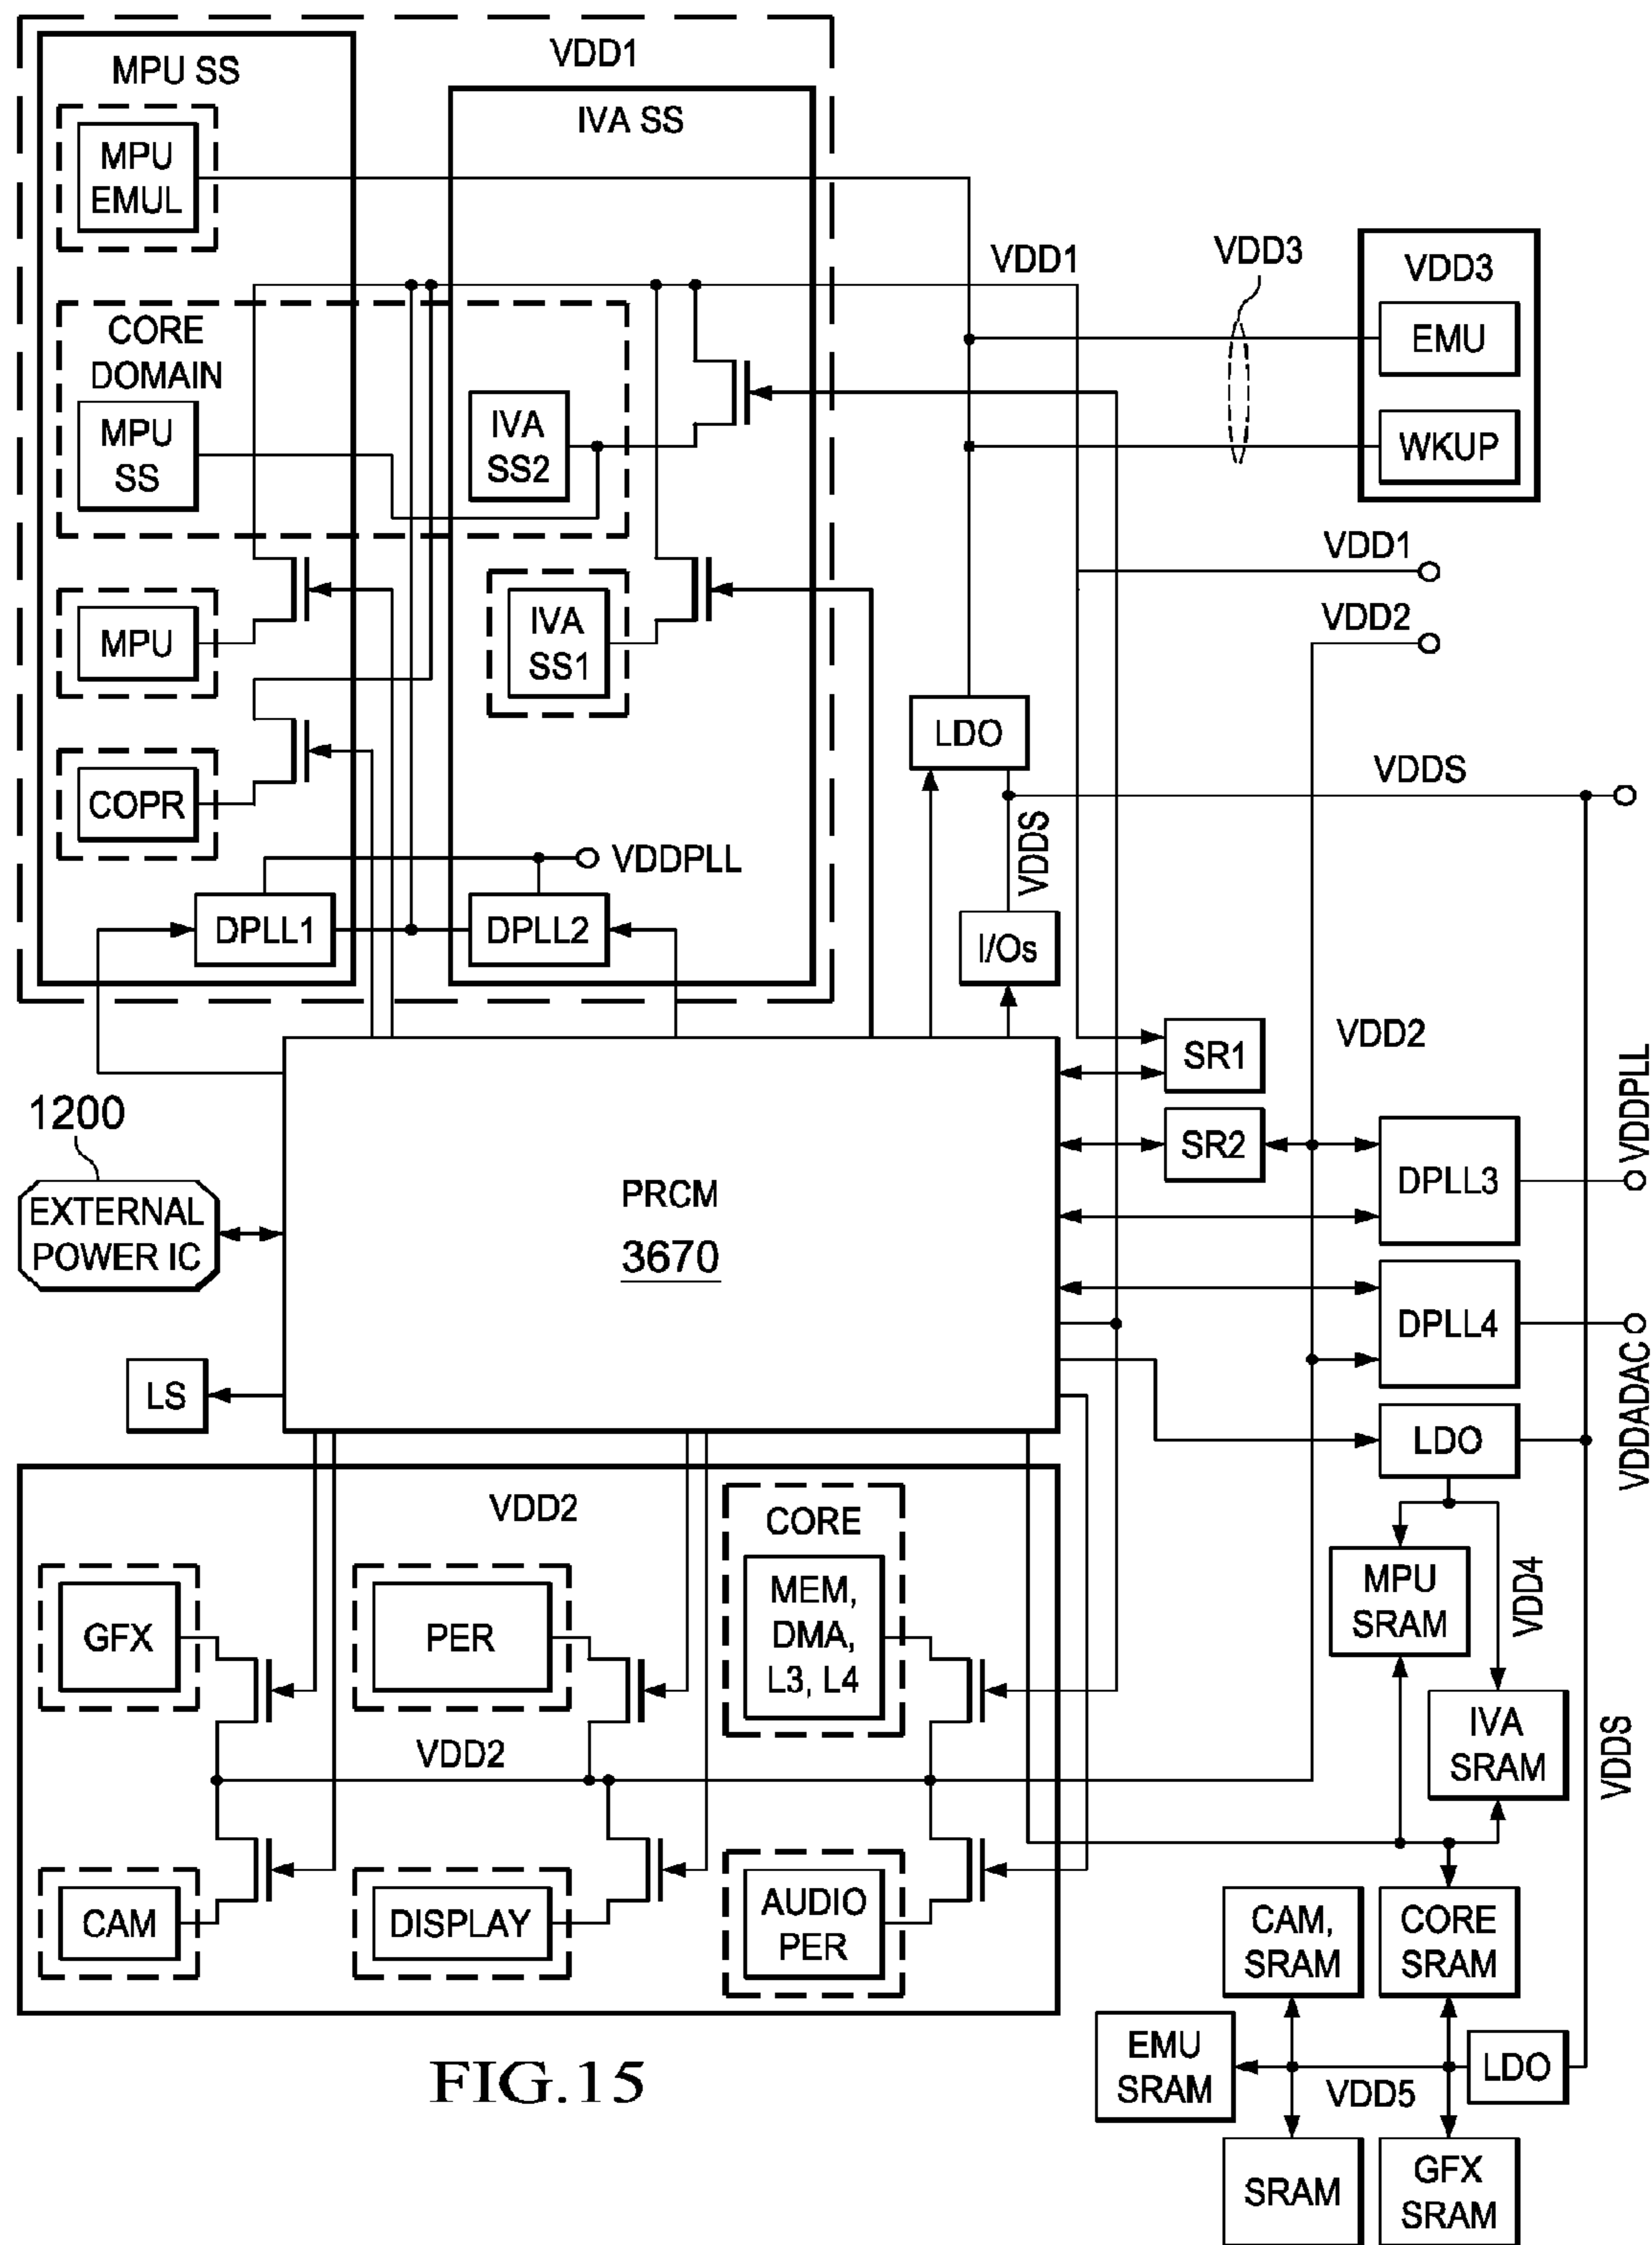 MPU SS
VDD1
IVA SS
MPU
EMUL
VDD1
VDD3
VDD3
EMU
WKUP
CORE
DOMAIN
MPU
SS
IVA
SS2
VDD1
VDD2
MPU
IVA
SS1
LDO
VDDS
COPR
VDDPLL
VDDS
DPLL1
DPLL2
I/Os
SR1
VDD2
VDDPLL
1200
SR2
DPLL3
EXTERNAL
POWER IC
PRCM
3670
DPLL4
VDDADAC
LS
LDO
VDD2
CORE
GFX
PER
MEM,
DMA,
L3, L4
MPU
SRAM
VDD4
IVA
SRAM
VDDS
VDD2
CAM
DISPLAY
AUDIO
PER
CAM,
SRAM
CORE
SRAM
EMU
SRAM
VDD5
LDO
SRAM
GFX
SRAM
FIG.15